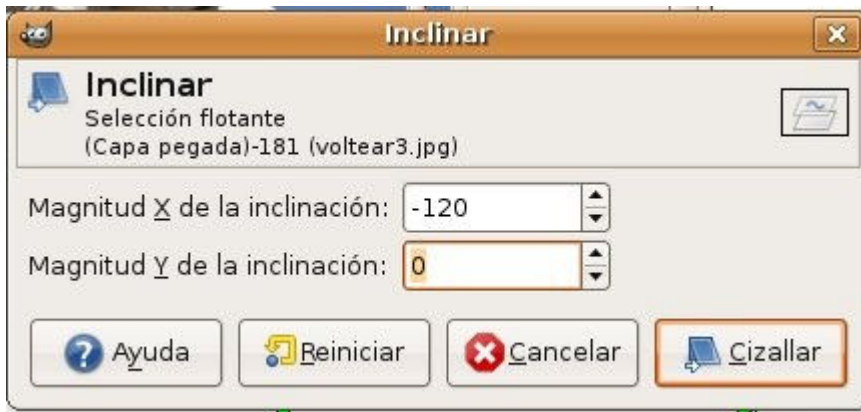 Inclinar
Inclinar
Selección flotante
(Capa pegada)-181 (voltear3.jpg)
Magnitud X de la inclinación: -120
Magnitud Y de la inclinación: 0
Ayuda Reiniciar Cancelar Cizallar